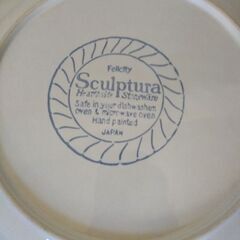 Felicity
Sculptura
Hearthside Stoneware
Safe in your dishwasher
oven & microwave oven
Hand painted
JAPAN